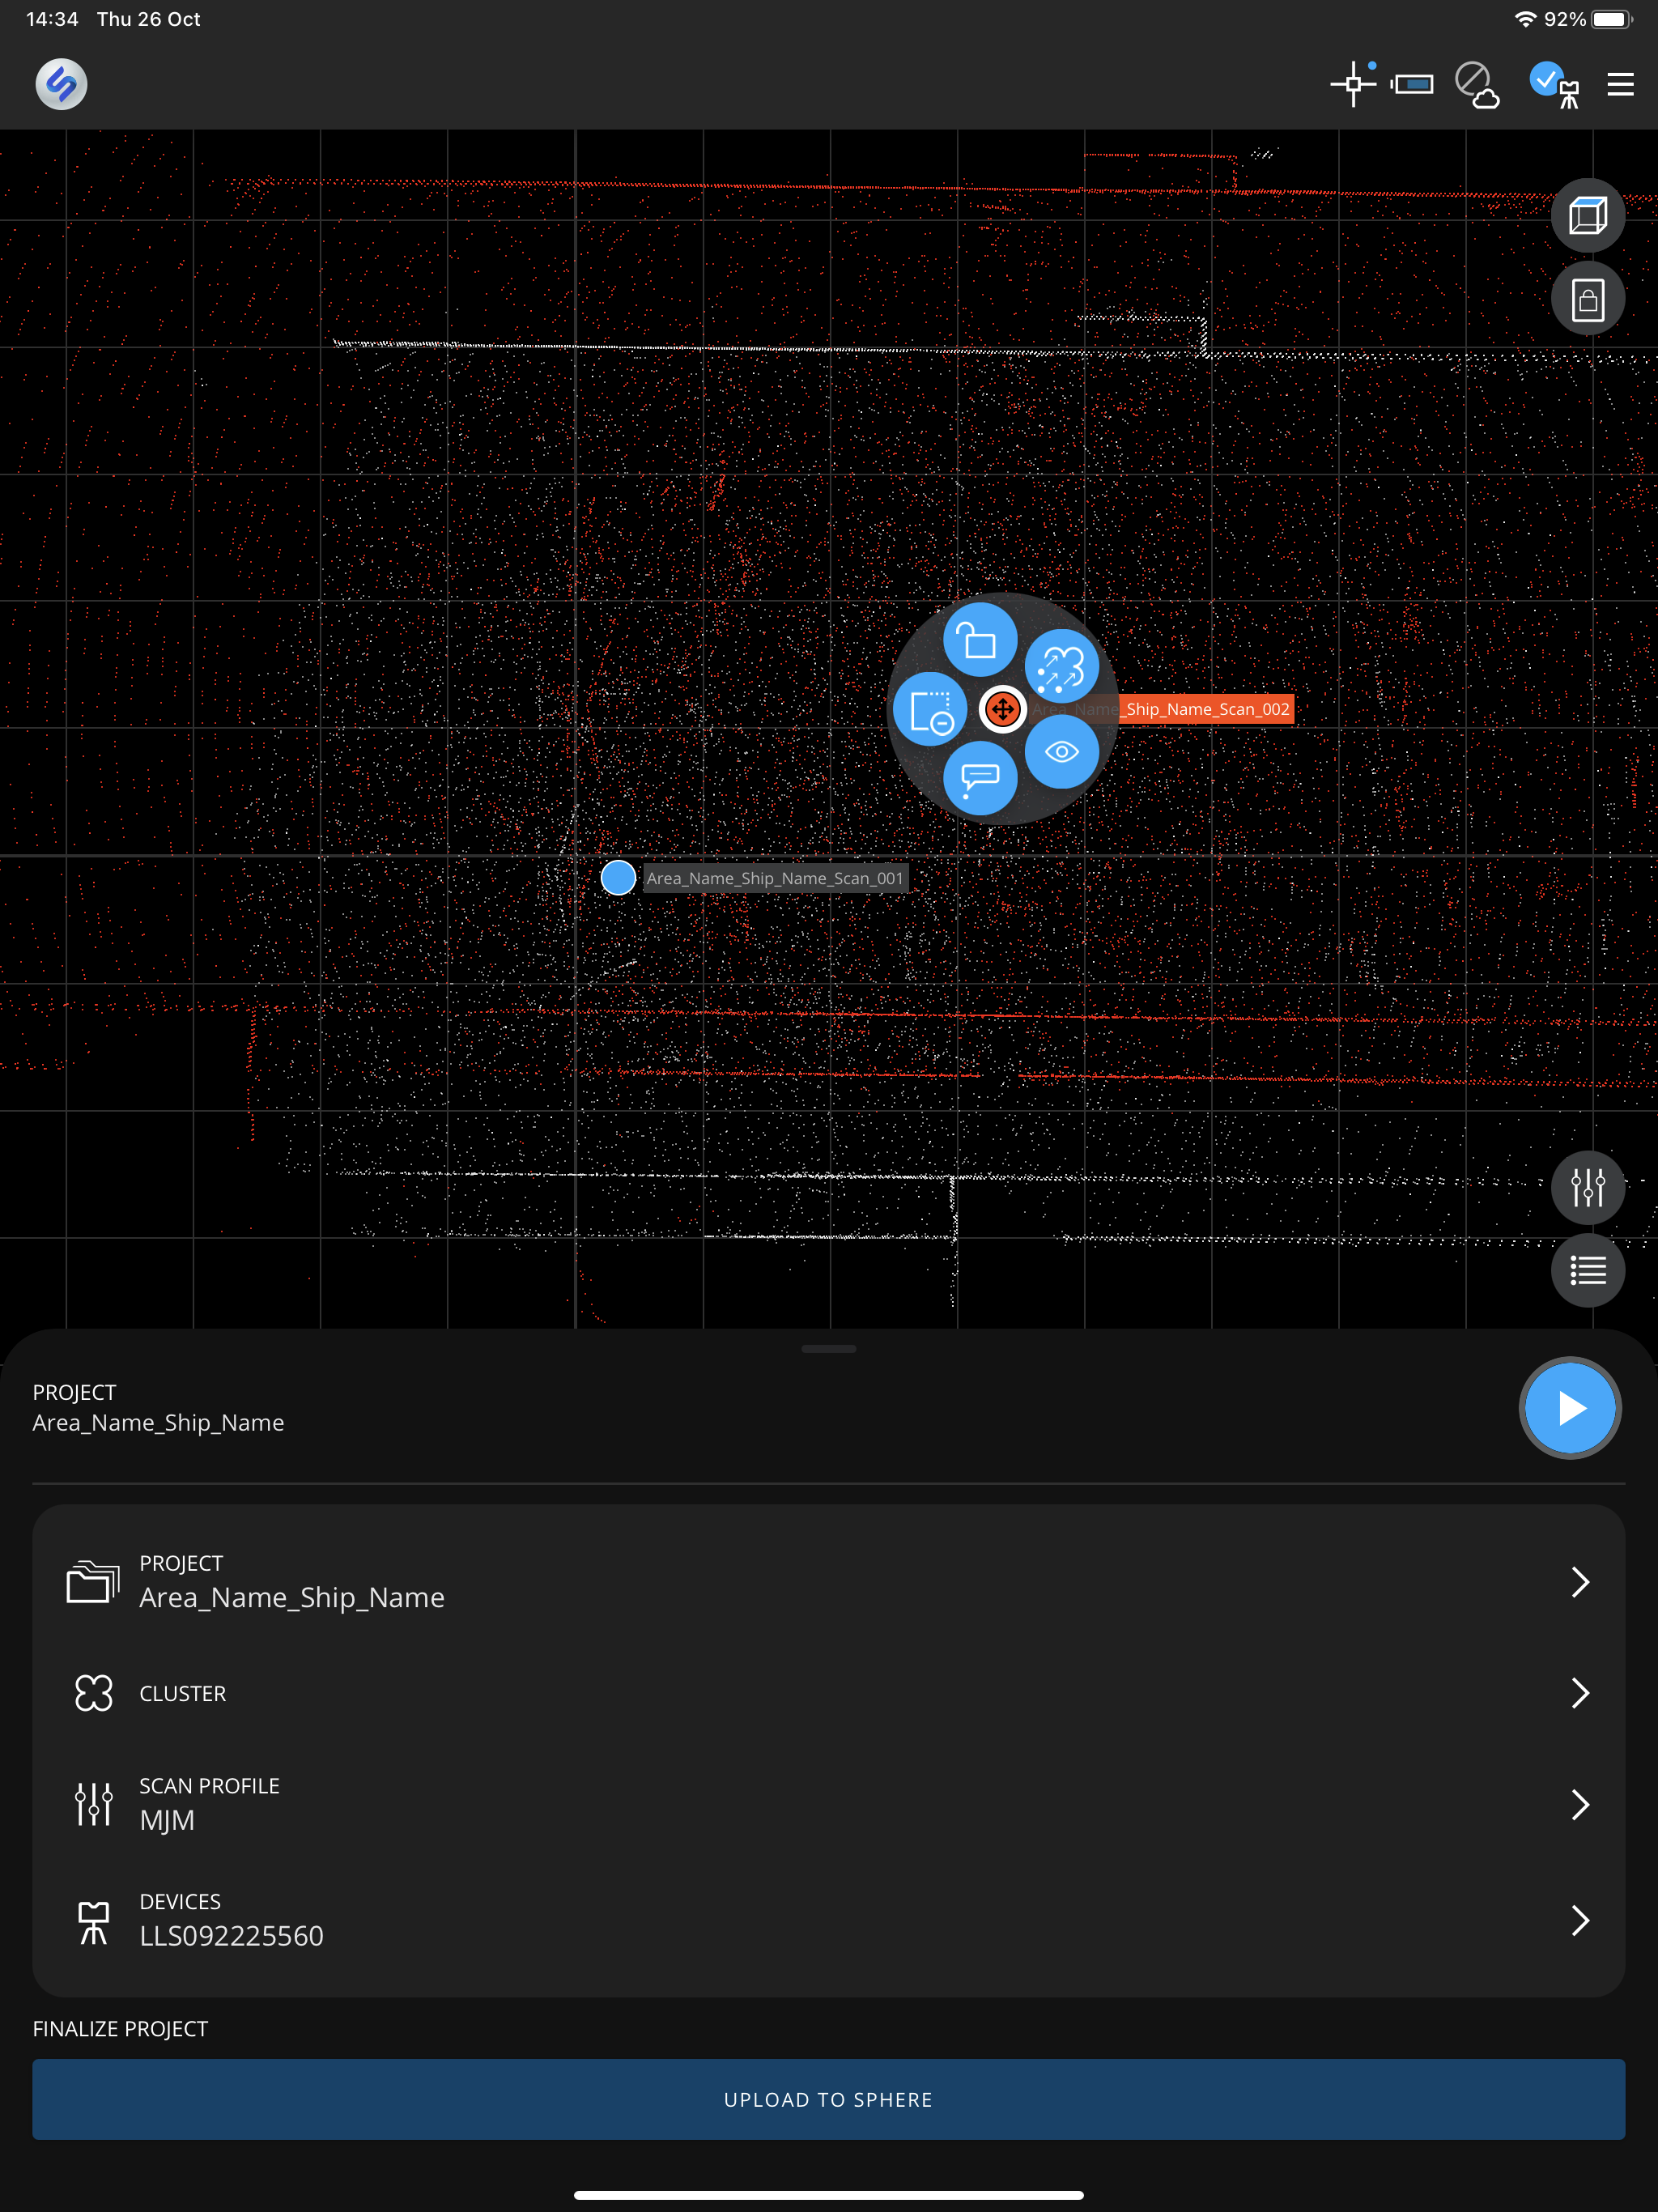 14:34 Thu 26 Oct 92%
Area_Name_Ship_Name_Scan_002
Area_Name_Ship_Name_Scan_001
PROJECT
Area_Name_Ship_Name
PROJECT
Area_Name_Ship_Name
CLUSTER
SCAN PROFILE
MJM
DEVICES
LLS092225560
FINALIZE PROJECT
UPLOAD TO SPHERE